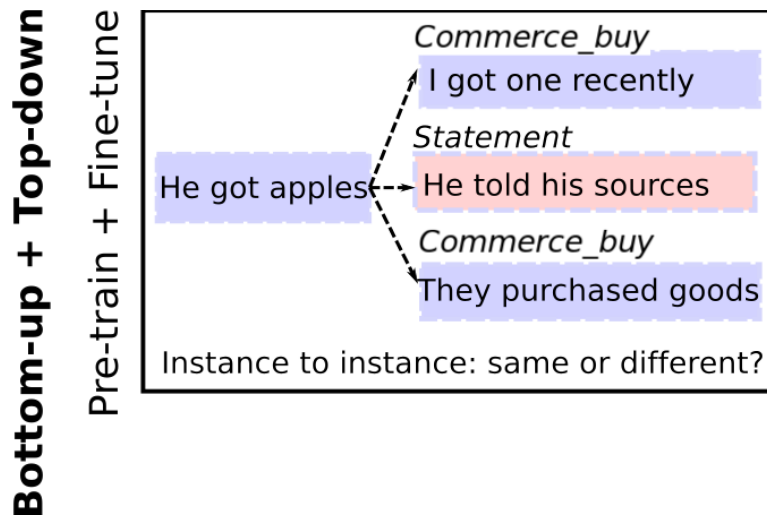 Bottom-up + Top-down
Pre-train + Fine-tune
Commerce_buy
I got one recently
Statement
He got apples
He told his sources
Commerce_buy
They purchased goods
Instance to instance: same or different?